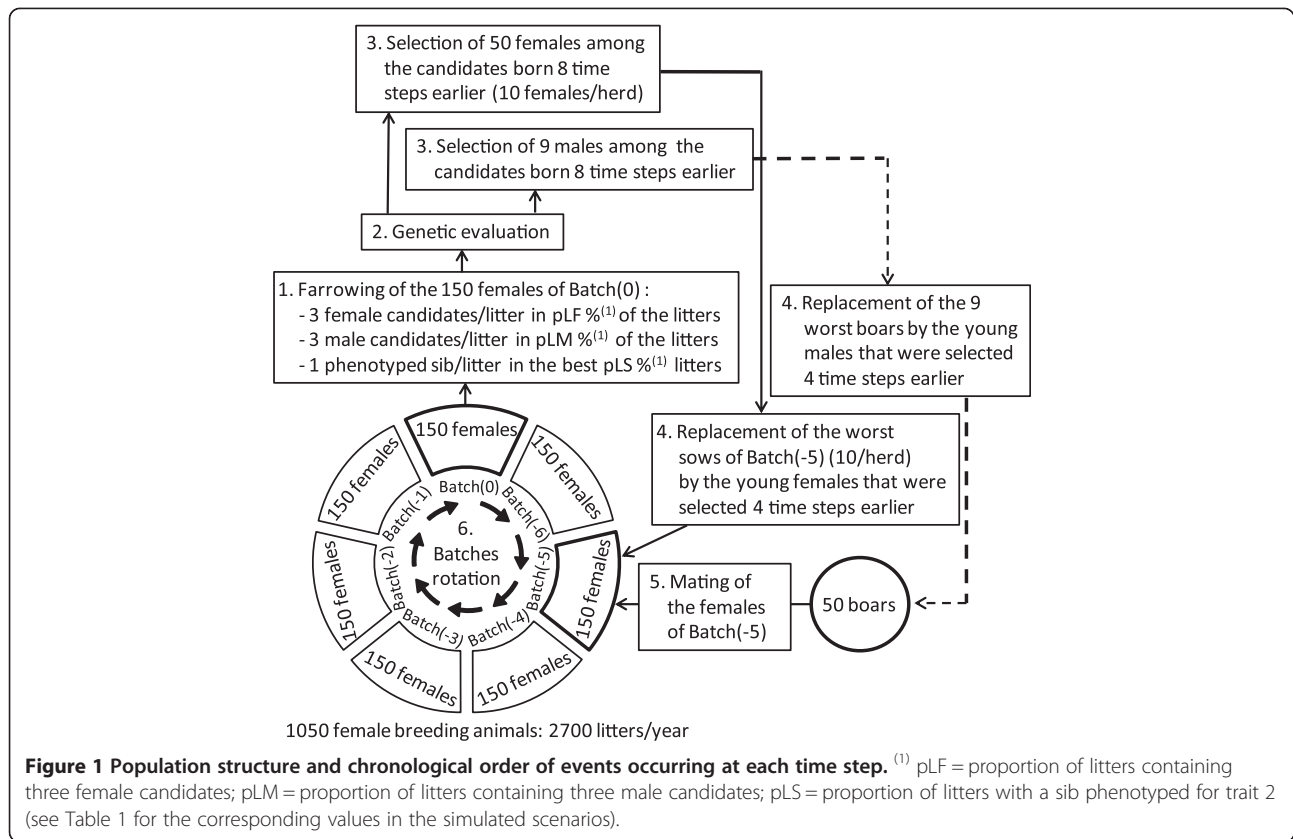 3. Selection of 50 females among
the candidates born 8 time
steps earlier (10 females/herd)
3. Selection of 9 males among the
candidates born 8 time steps earlier
2. Genetic evaluation
1. Farrowing of the 150 females of Batch(0) :
- 3 female candidates/litter in pLF %(1) of the litters
- 3 male candidates/litter in pLM %(1) of the litters
- 1 phenotyped sib/litter in the best pLS %(1) litters
4. Replacement of the 9
worst boars by the young
males that were selected
4 time steps earlier
4. Replacement of the worst
sows of Batch(-5) (10/herd)
by the young females that were
selected 4 time steps earlier
5. Mating of
the females
of Batch(-5)
50 boars
150 females
150 females
150 females
150 females
150 females
150 females
150 females
Batch(0)
Batch(-6)
Batch(-5)
Batch(-4)
Batch(-3)
Batch(-2)
Batch(-1)
6.
Batches
rotation
1050 female breeding animals: 2700 litters/year
Figure 1 Population structure and chronological order of events occurring at each time step. (1) pLF = proportion of litters containing
three female candidates; pLM = proportion of litters containing three male candidates; pLS = proportion of litters with a sib phenotyped for trait 2
(see Table 1 for the corresponding values in the simulated scenarios).